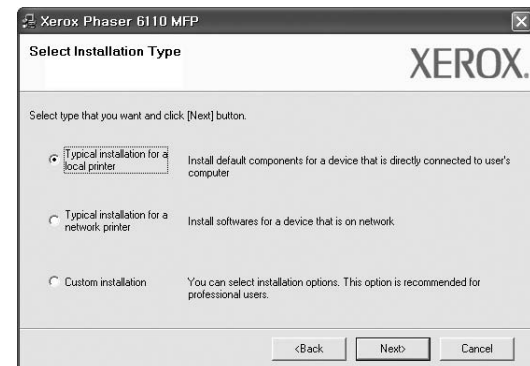 Xerox Phaser 6110 MFP
Select Installation Type
XEROX.
Select type that you want and click [Next] button.
Typical installation for a
local printer
Install default components for a device that is directly connected to user's
computer
Typical installation for a
network printer
Install softwares for a device that is on network
Custom installation
You can select installation options. This option is recommended for
professional users.
<Back
Next>
Cancel